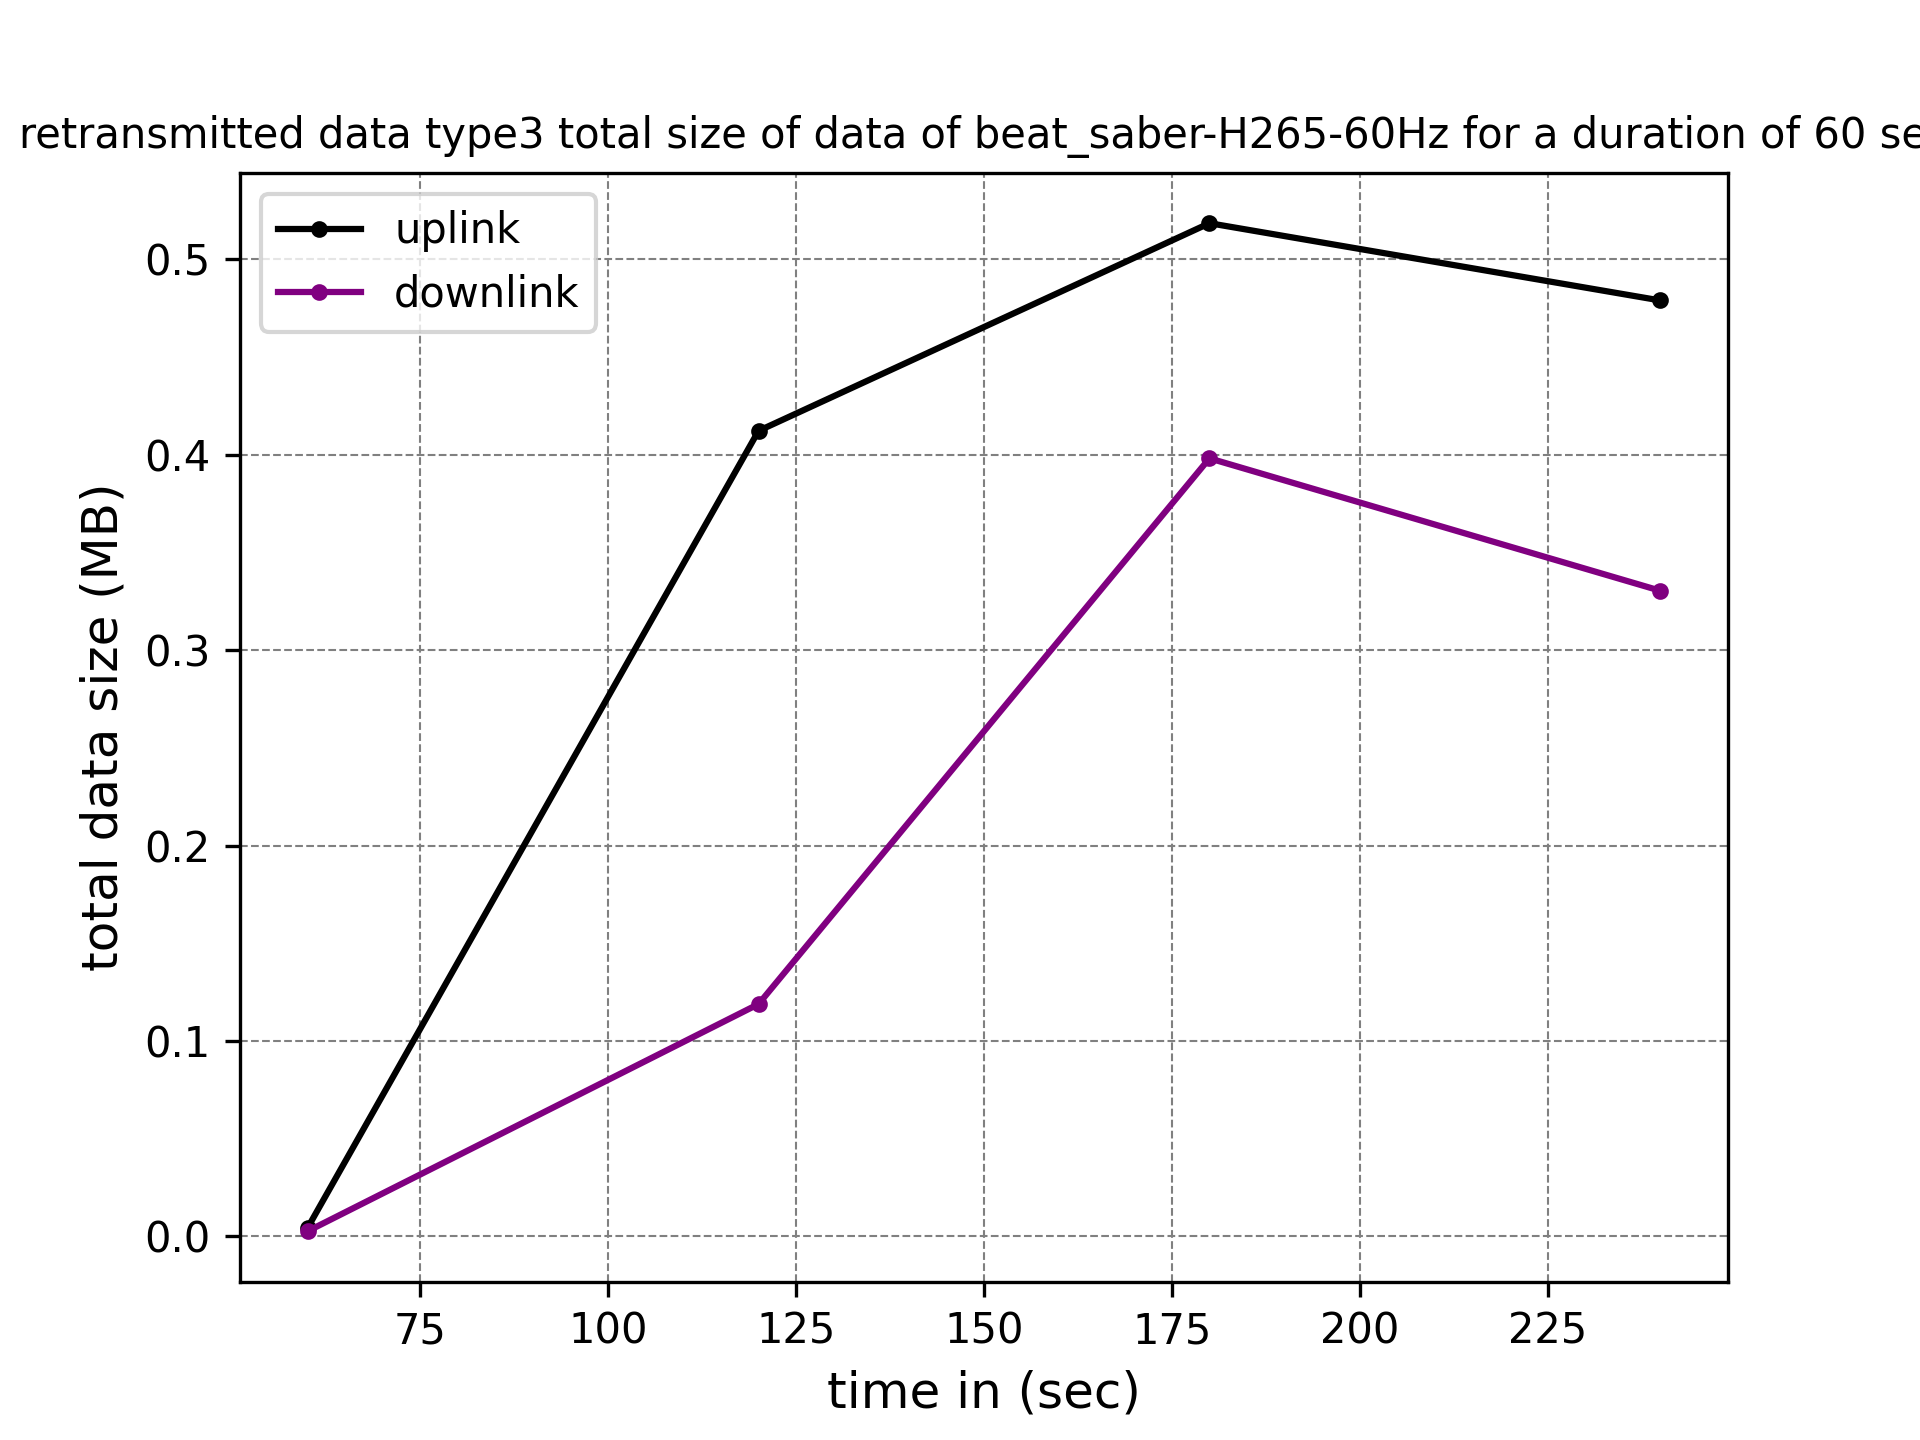 retransmitted data type3 total size of data of beat_saber-H265-60Hz for a duration of 60 se
uplink
downlink
total data size (MB)
0.5
0.4
0.3
0.2
0.1
0.0
75 100 125 150 175 200 225
time in (sec)